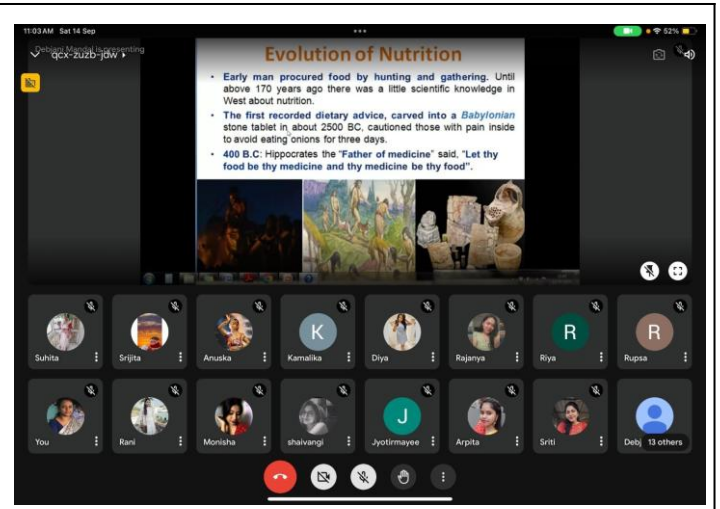 11:03 AM Sat 14 Sep
52%
Debjani Mandal is presenting
qcx-zuzb-jdw
Evolution of Nutrition
• Early man procured food by hunting and gathering. Until
above 170 years ago there was a little scientific knowledge in
West about nutrition.
• The first recorded dietary advice, carved into a Babylonian
stone tablet in about 2500 BC, cautioned those with pain inside
to avoid eating onions for three days.
• 400 B.C: Hippocrates the "Father of medicine" said, "Let thy
food be thy medicine and thy medicine be thy food".
Suhita Srijita Anuska K Kamalika Diya Rajanya R Riya R Rupsa
You Rani Monisha shaivangi J Jyotirmayee Arpita Sriti Debj 13 others